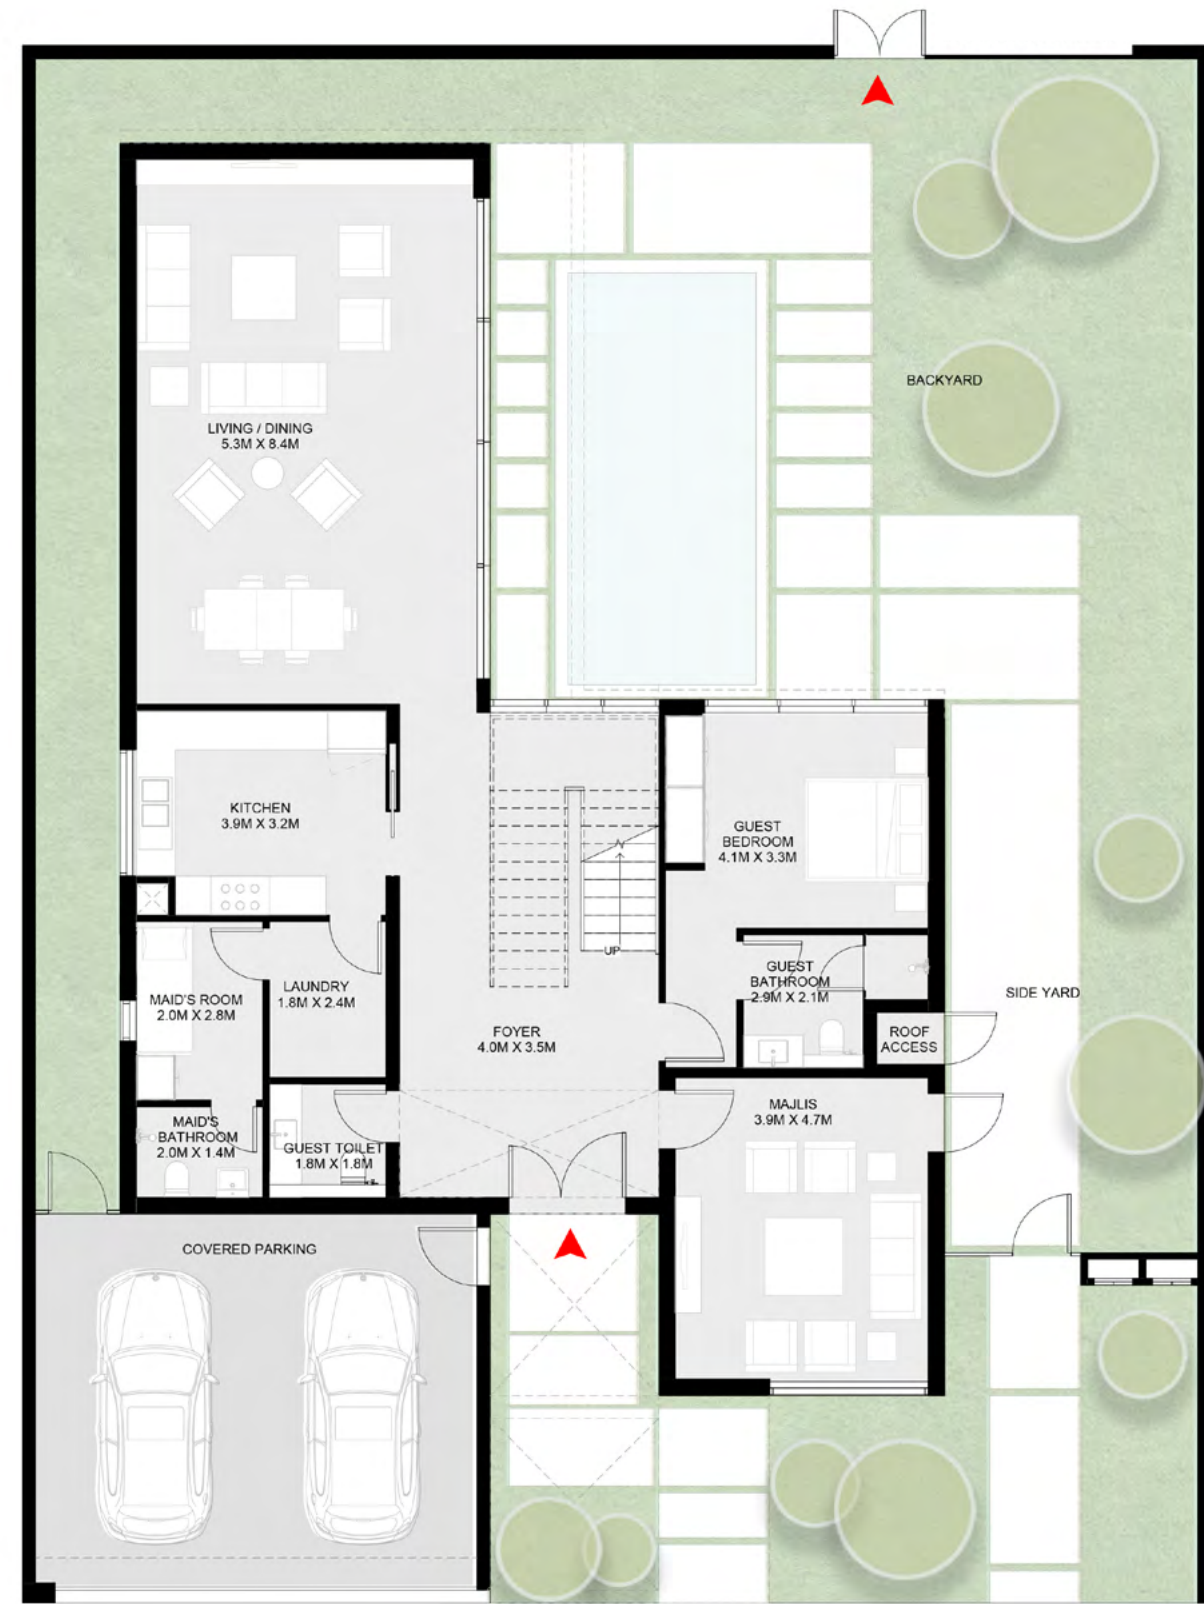 BACKYARD
LIVING / DINING
5.3M X 8.4M
KITCHEN
3.9M X 3.2M
GUEST
BEDROOM
4.1M X 3.3M
UP
GUEST
BATHROOM
2.9M X 2.1M
LAUNDRY
1.8M X 2.4M
MAID'S ROOM
2.0M X 2.8M
SIDE YARD
FOYER
4.0M X 3.5M
ROOF
ACCESS
MAJLIS
3.9M X 4.7M
MAID'S
BATHROOM
2.0M X 1.4M
GUEST TOILET
1.8M X 1.8M
COVERED PARKING